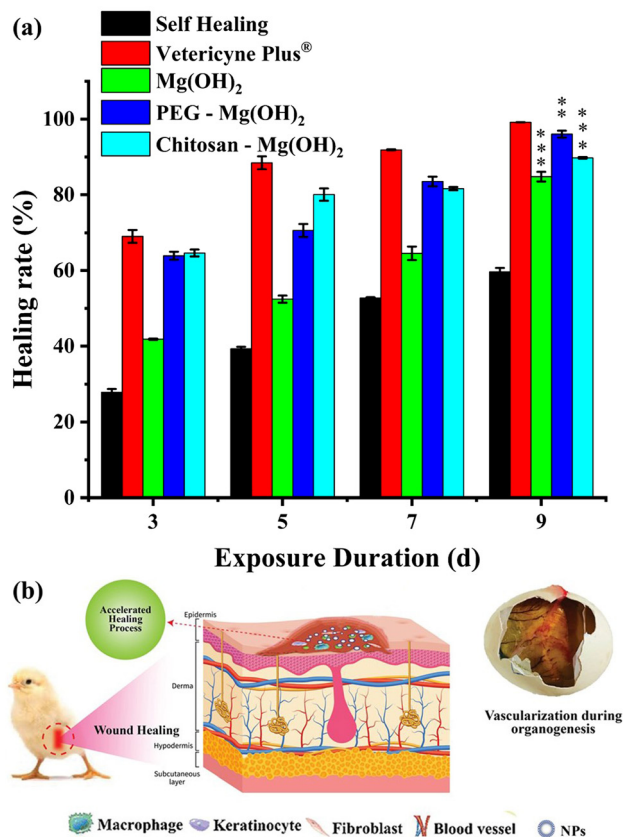 (a)
Self Healing
Vetericyne Plus®
Mg(OH)₂
PEG - Mg(OH)₂
Chitosan - Mg(OH)₂
Healing rate (%)
100
80
60
40
20
0
***
**
***
3 5 7 9
Exposure Duration (d)
(b)
Accelerated
Healing
Process
Epidermis
Derma
Wound Healing
Hypodermis
Subcutaneous
layer
Vascularization during
organogenesis
Macrophage Keratinocyte Fibroblast Blood vessel NPs